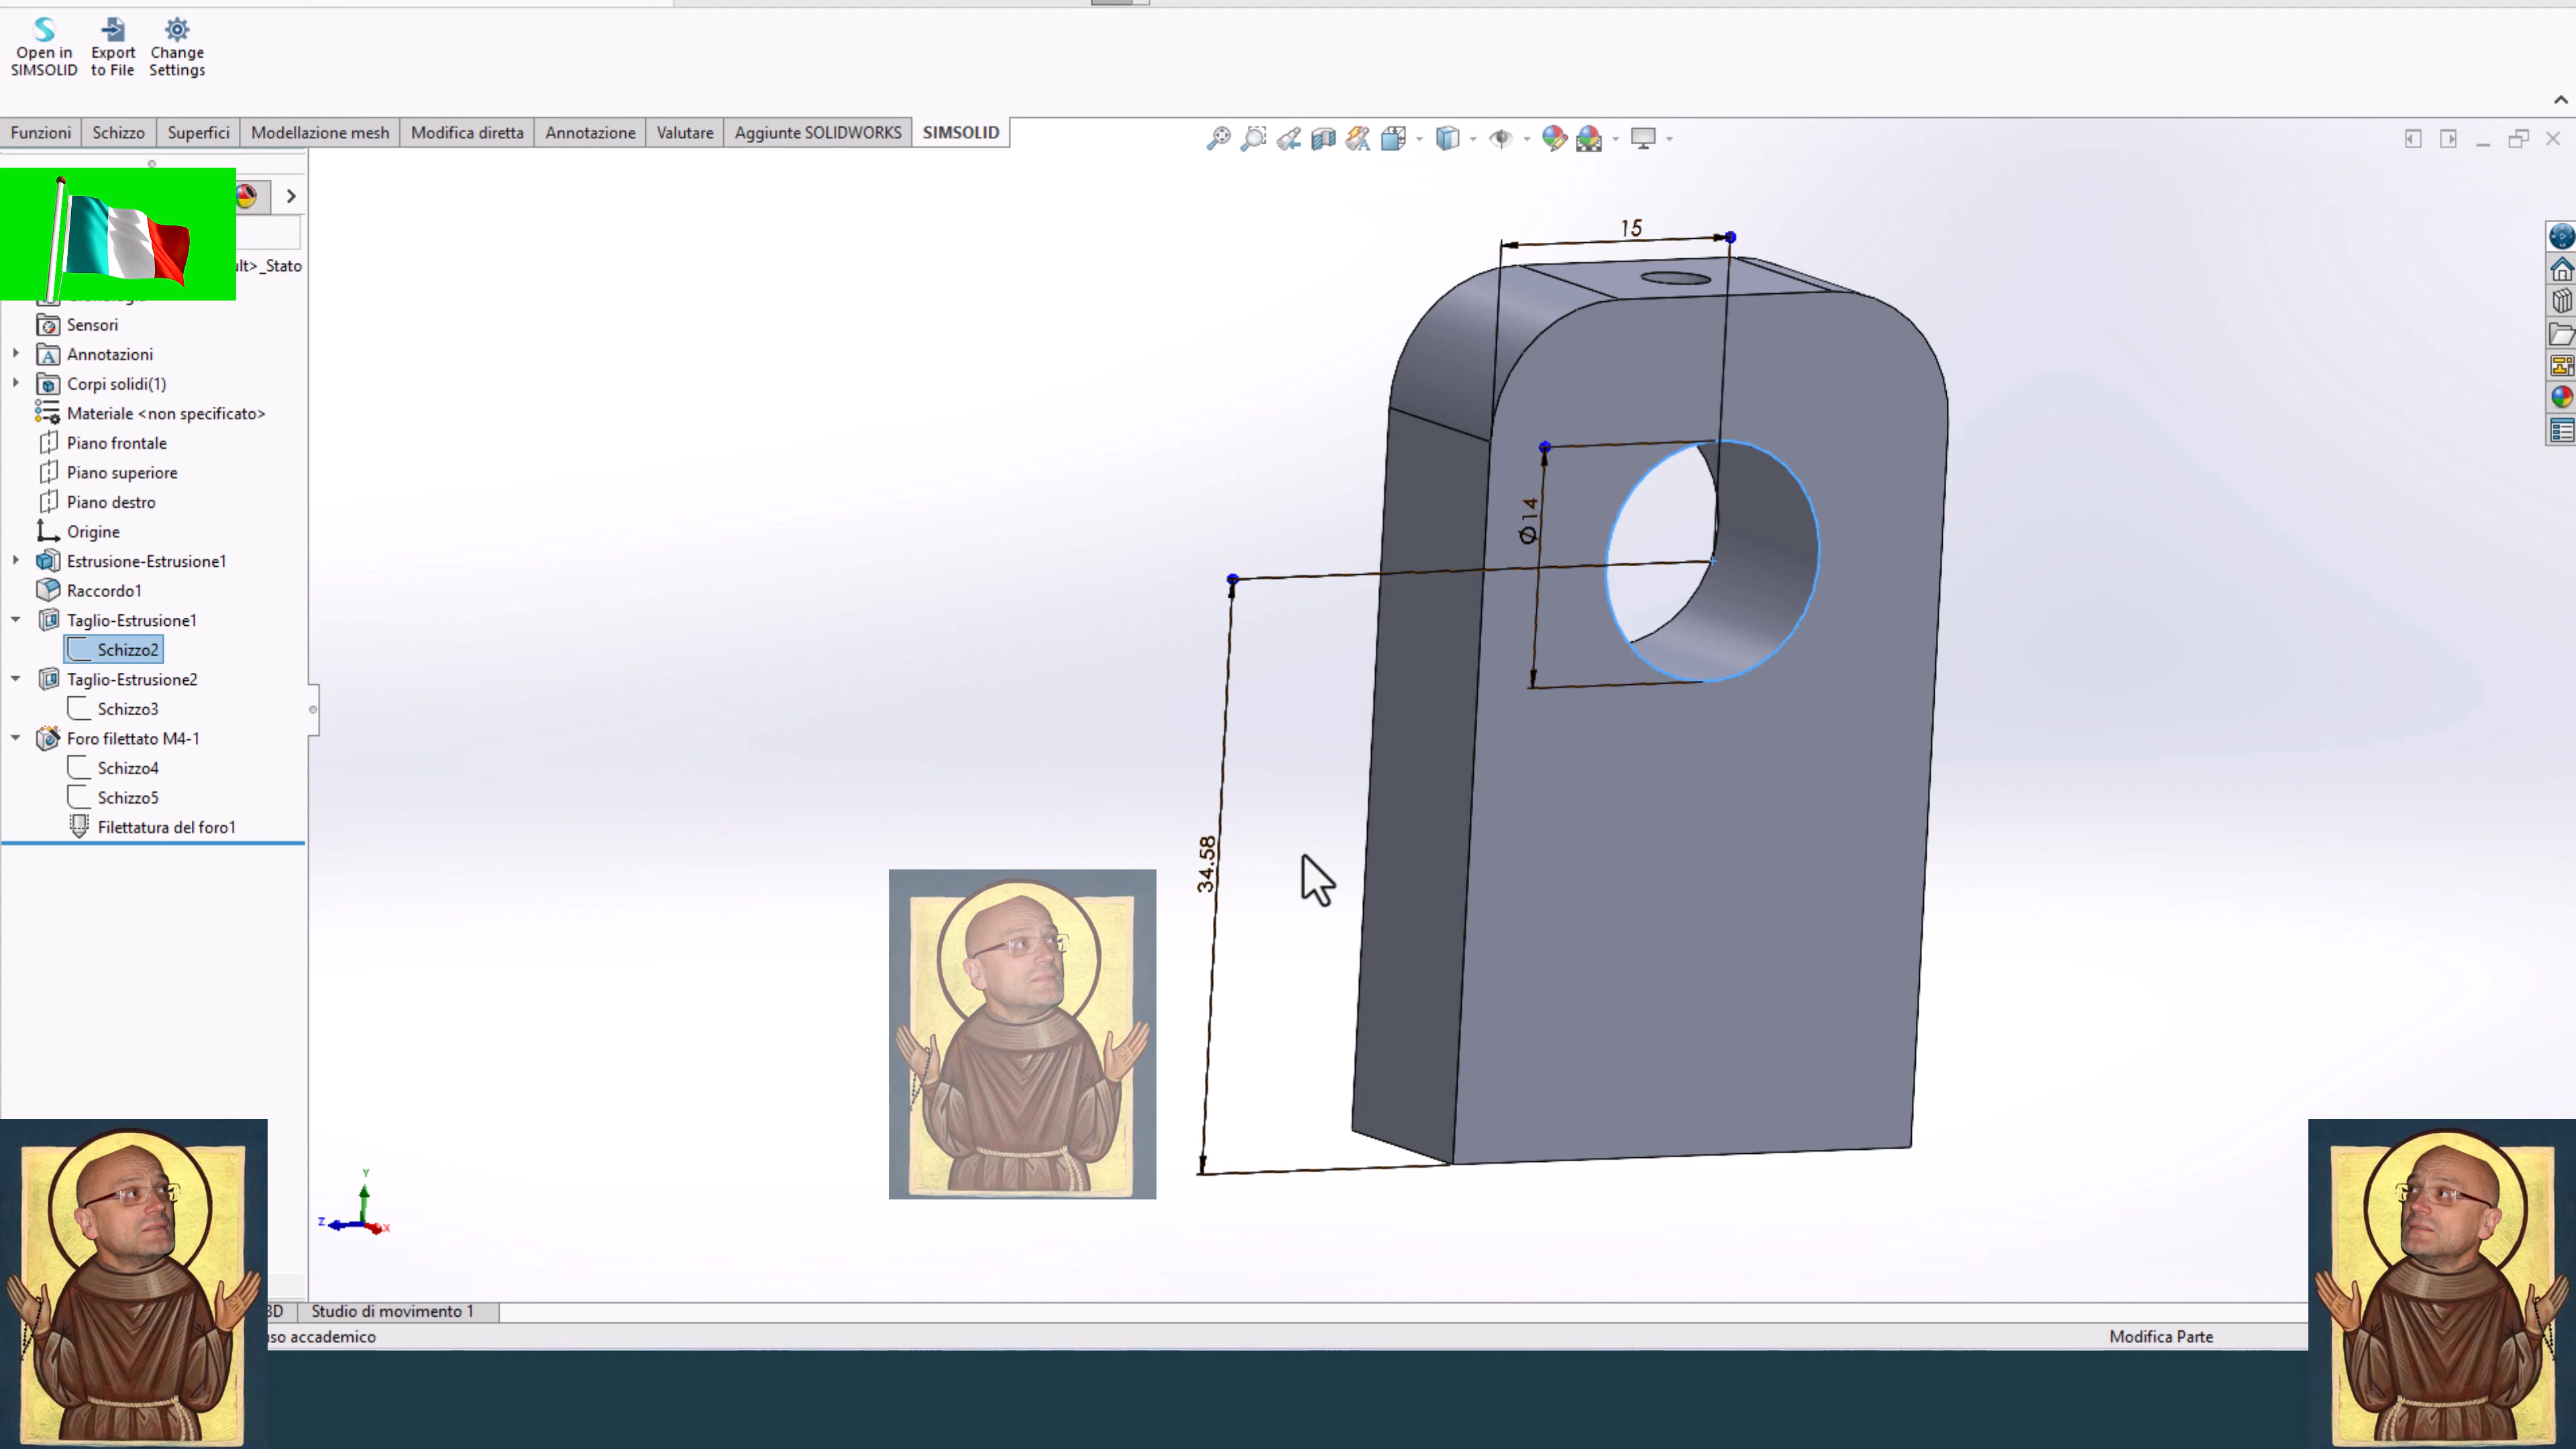 Open in
SIMSOLID
Export
to File
Change
Settings
Funzioni
Schizzo
Superfici
Modellazione mesh
Modifica diretta
Annotazione
Valutare
Aggiunte SOLIDWORKS
SIMSOLID
ult>_Stato
Sensori
Annotazioni
Corpi solidi(1)
Materiale <non specificato>
Piano frontale
Piano superiore
Piano destro
Origine
Estrusione-Estrusione1
Raccordo1
Taglio-Estrusione1
Schizzo2
Taglio-Estrusione2
Schizzo3
Foro filettato M4-1
Schizzo4
Schizzo5
Filettatura del foro1
15
Ø14
34.58
Y
Z
X
3D
Studio di movimento 1
uso accademico
Modifica Parte